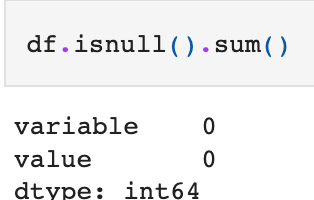 df.isnull().sum()
variable    0
value       0
dtype: int64